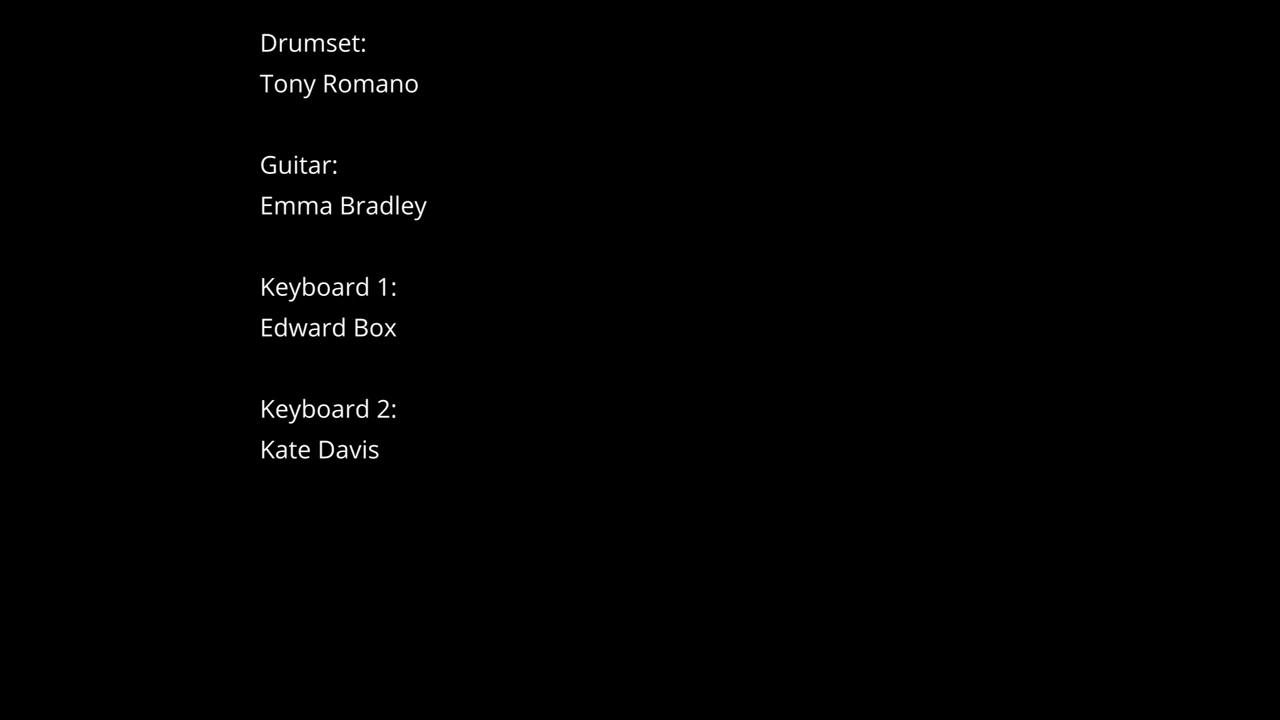 Drumset:
Tony Romano
Guitar:
Emma Bradley
Keyboard 1:
Edward Box
Keyboard 2:
Kate Davis